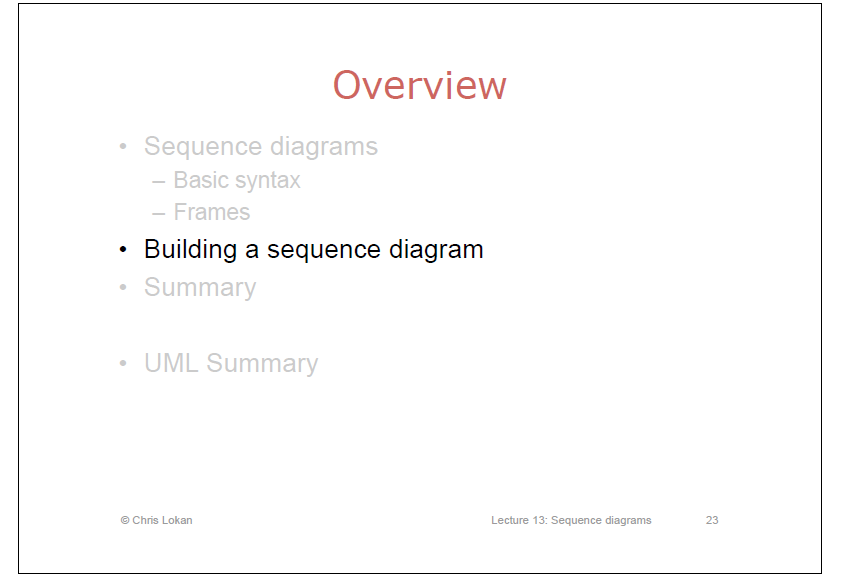 Overview
• Sequence diagrams
– Basic syntax
– Frames
• Building a sequence diagram
• Summary
• UML Summary
© Chris Lokan Lecture 13: Sequence diagrams 23